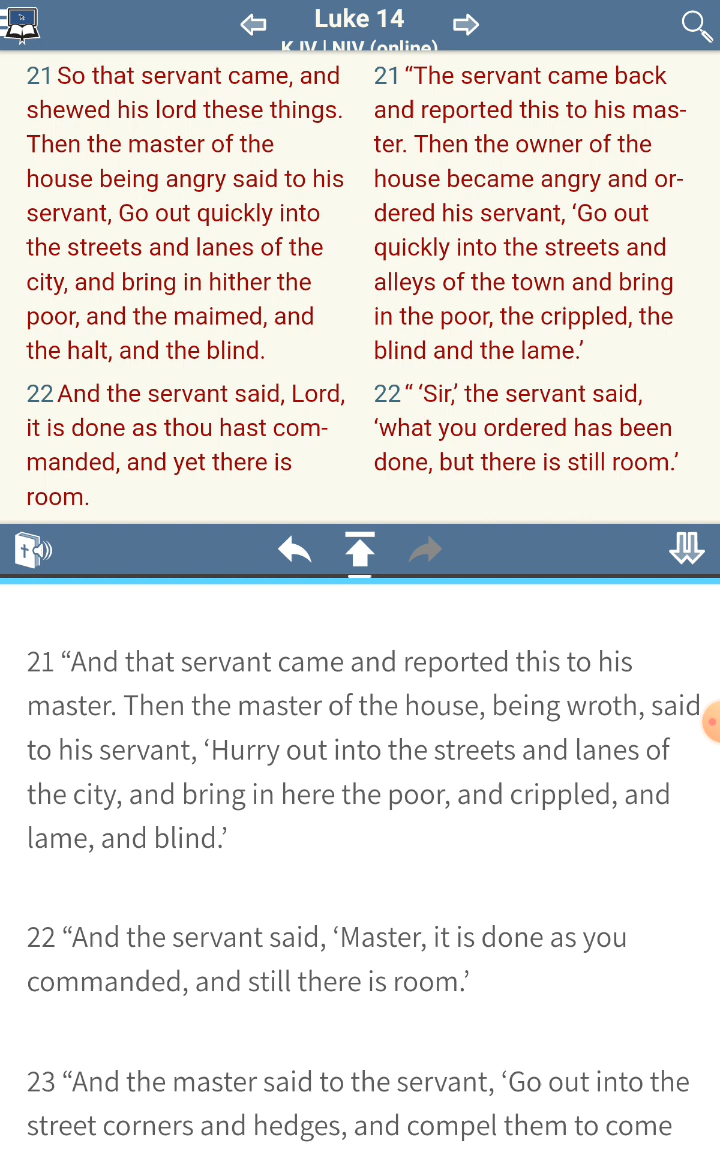 Luke 14
KJV | NIV (online)
21 So that servant came, and
shewed his lord these things.
Then the master of the
house being angry said to his
servant, Go out quickly into
the streets and lanes of the
city, and bring in hither the
poor, and the maimed, and
the halt, and the blind.
22 And the servant said, Lord,
it is done as thou hast com-
manded, and yet there is
room.
21 “The servant came back
and reported this to his mas-
ter. Then the owner of the
house became angry and or-
dered his servant, ‘Go out
quickly into the streets and
alleys of the town and bring
in the poor, the crippled, the
blind and the lame.’
22 “ ‘Sir,’ the servant said,
‘what you ordered has been
done, but there is still room.’
21 “And that servant came and reported this to his
master. Then the master of the house, being wroth, said
to his servant, ‘Hurry out into the streets and lanes of
the city, and bring in here the poor, and crippled, and
lame, and blind.’
22 “And the servant said, ‘Master, it is done as you
commanded, and still there is room.’
23 “And the master said to the servant, ‘Go out into the
street corners and hedges, and compel them to come